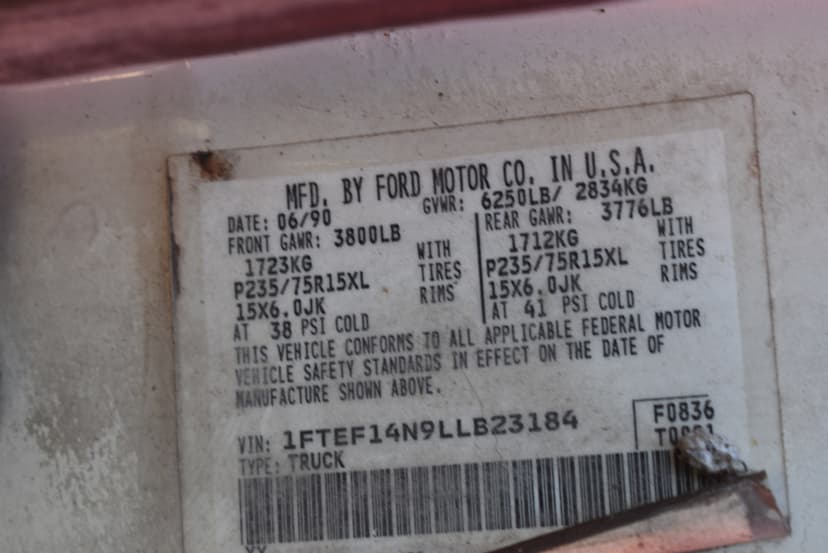 MFD. BY FORD MOTOR CO. IN U.S.A.
DATE: 06/90 GVWR: 6250LB/ 2834KG
FRONT GAWR: 3800LB REAR GAWR: 3776LB
1723KG WITH 1712KG WITH
P235/75R15XL TIRES P235/75R15XL TIRES
15X6.0JK RIMS 15X6.0JK RIMS
AT 38 PSI COLD AT 41 PSI COLD
THIS VEHICLE CONFORMS TO ALL APPLICABLE FEDERAL MOTOR
VEHICLE SAFETY STANDARDS IN EFFECT ON THE DATE OF
MANUFACTURE SHOWN ABOVE.
F0836
VIN: 1FTEF14N9LLB23184
TYPE: TRUCK